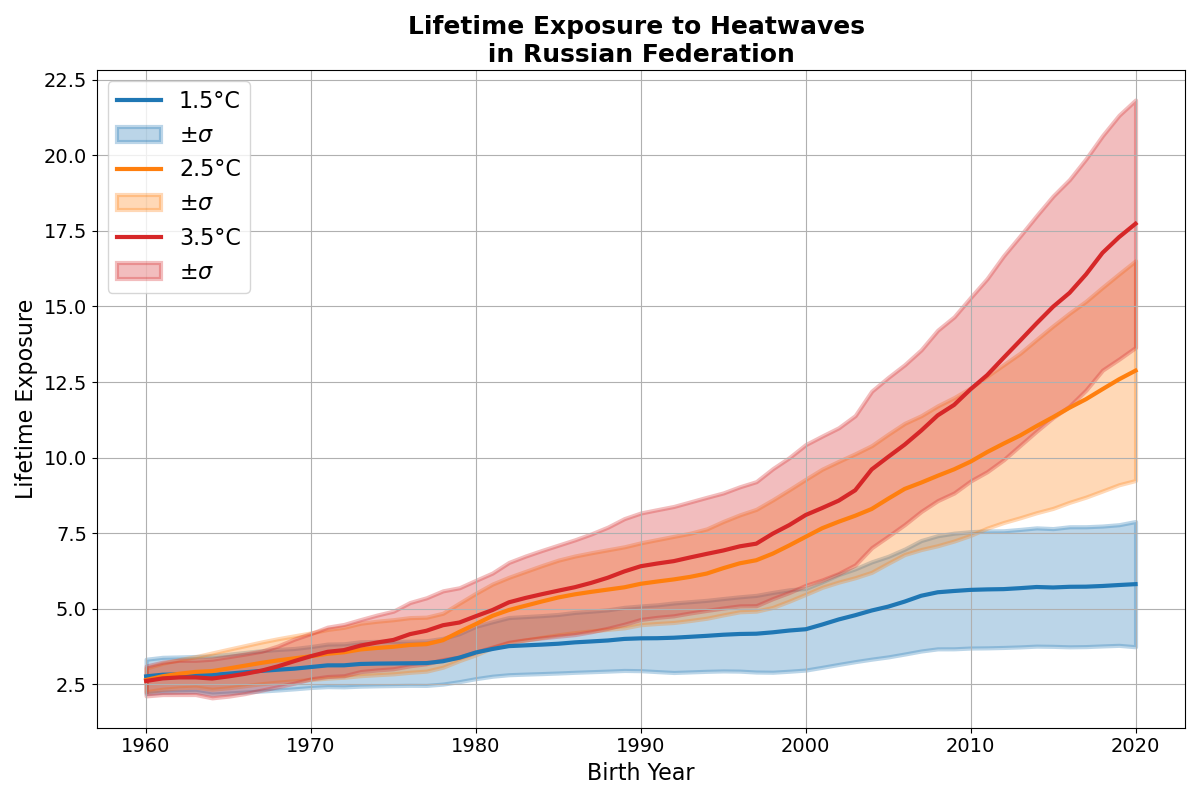 Lifetime Exposure to Heatwaves
in Russian Federation
22.5
20.0
17.5
15.0
12.5
10.0
7.5
5.0
2.5
Lifetime Exposure
1.5°C
±σ
2.5°C
±σ
3.5°C
±σ
1960
1970
1980
1990
2000
2010
2020
Birth Year